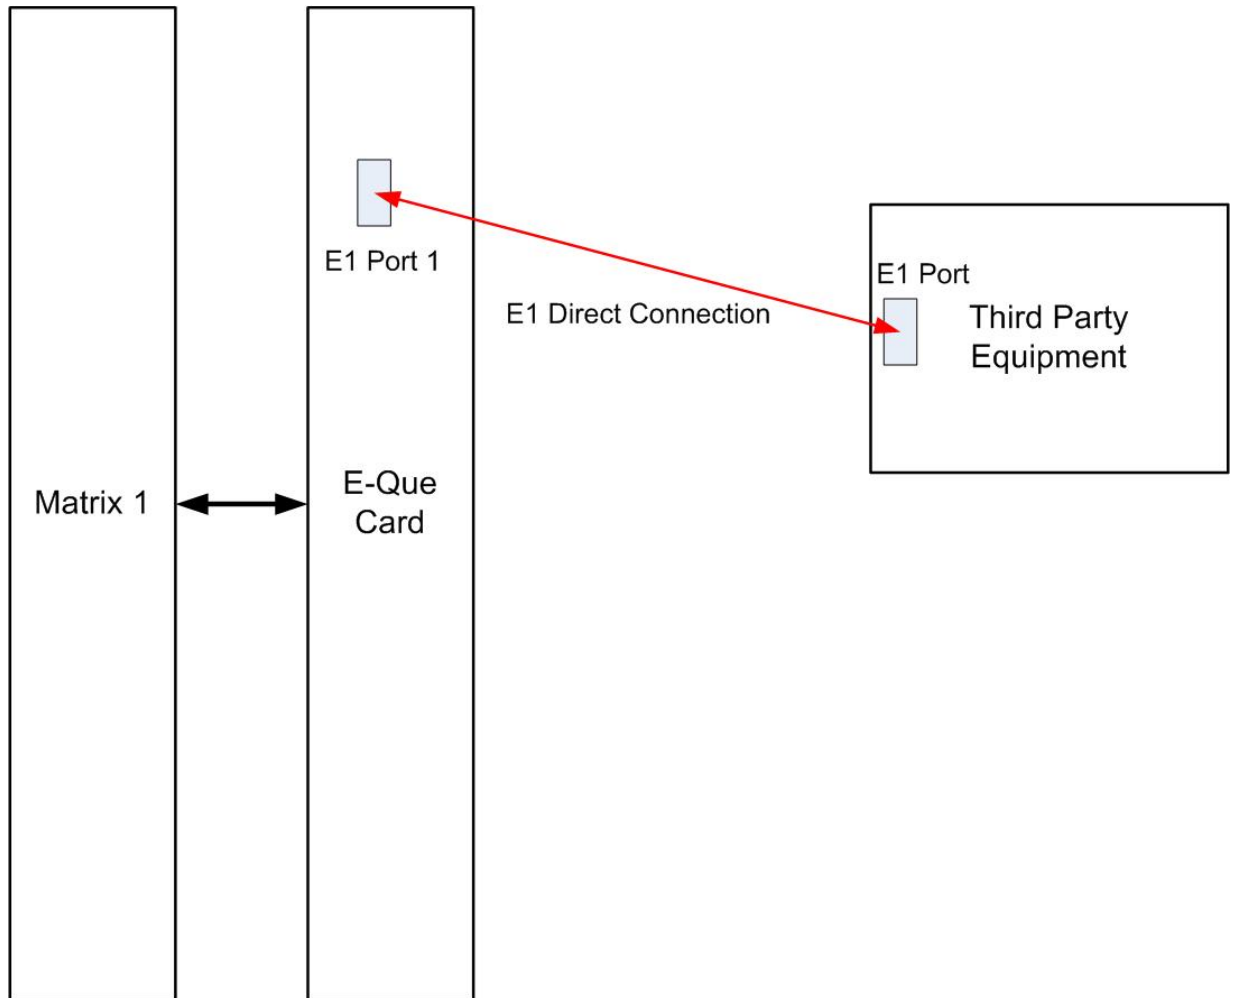 E1 Port 1
E1 Port
E1 Direct Connection
Third Party
Equipment
Matrix 1
E-Que
Card